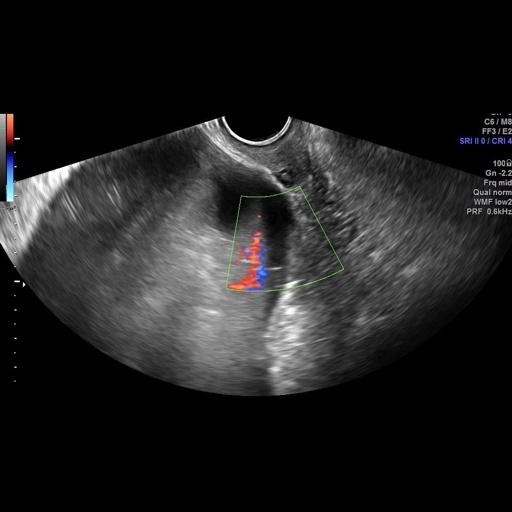 C6 / M8
FF3 / E2
SRI II 0 / CRI 4
Gn -2.2
Frq mid
Qual norm
WMF low2
PRF 0.6kHz